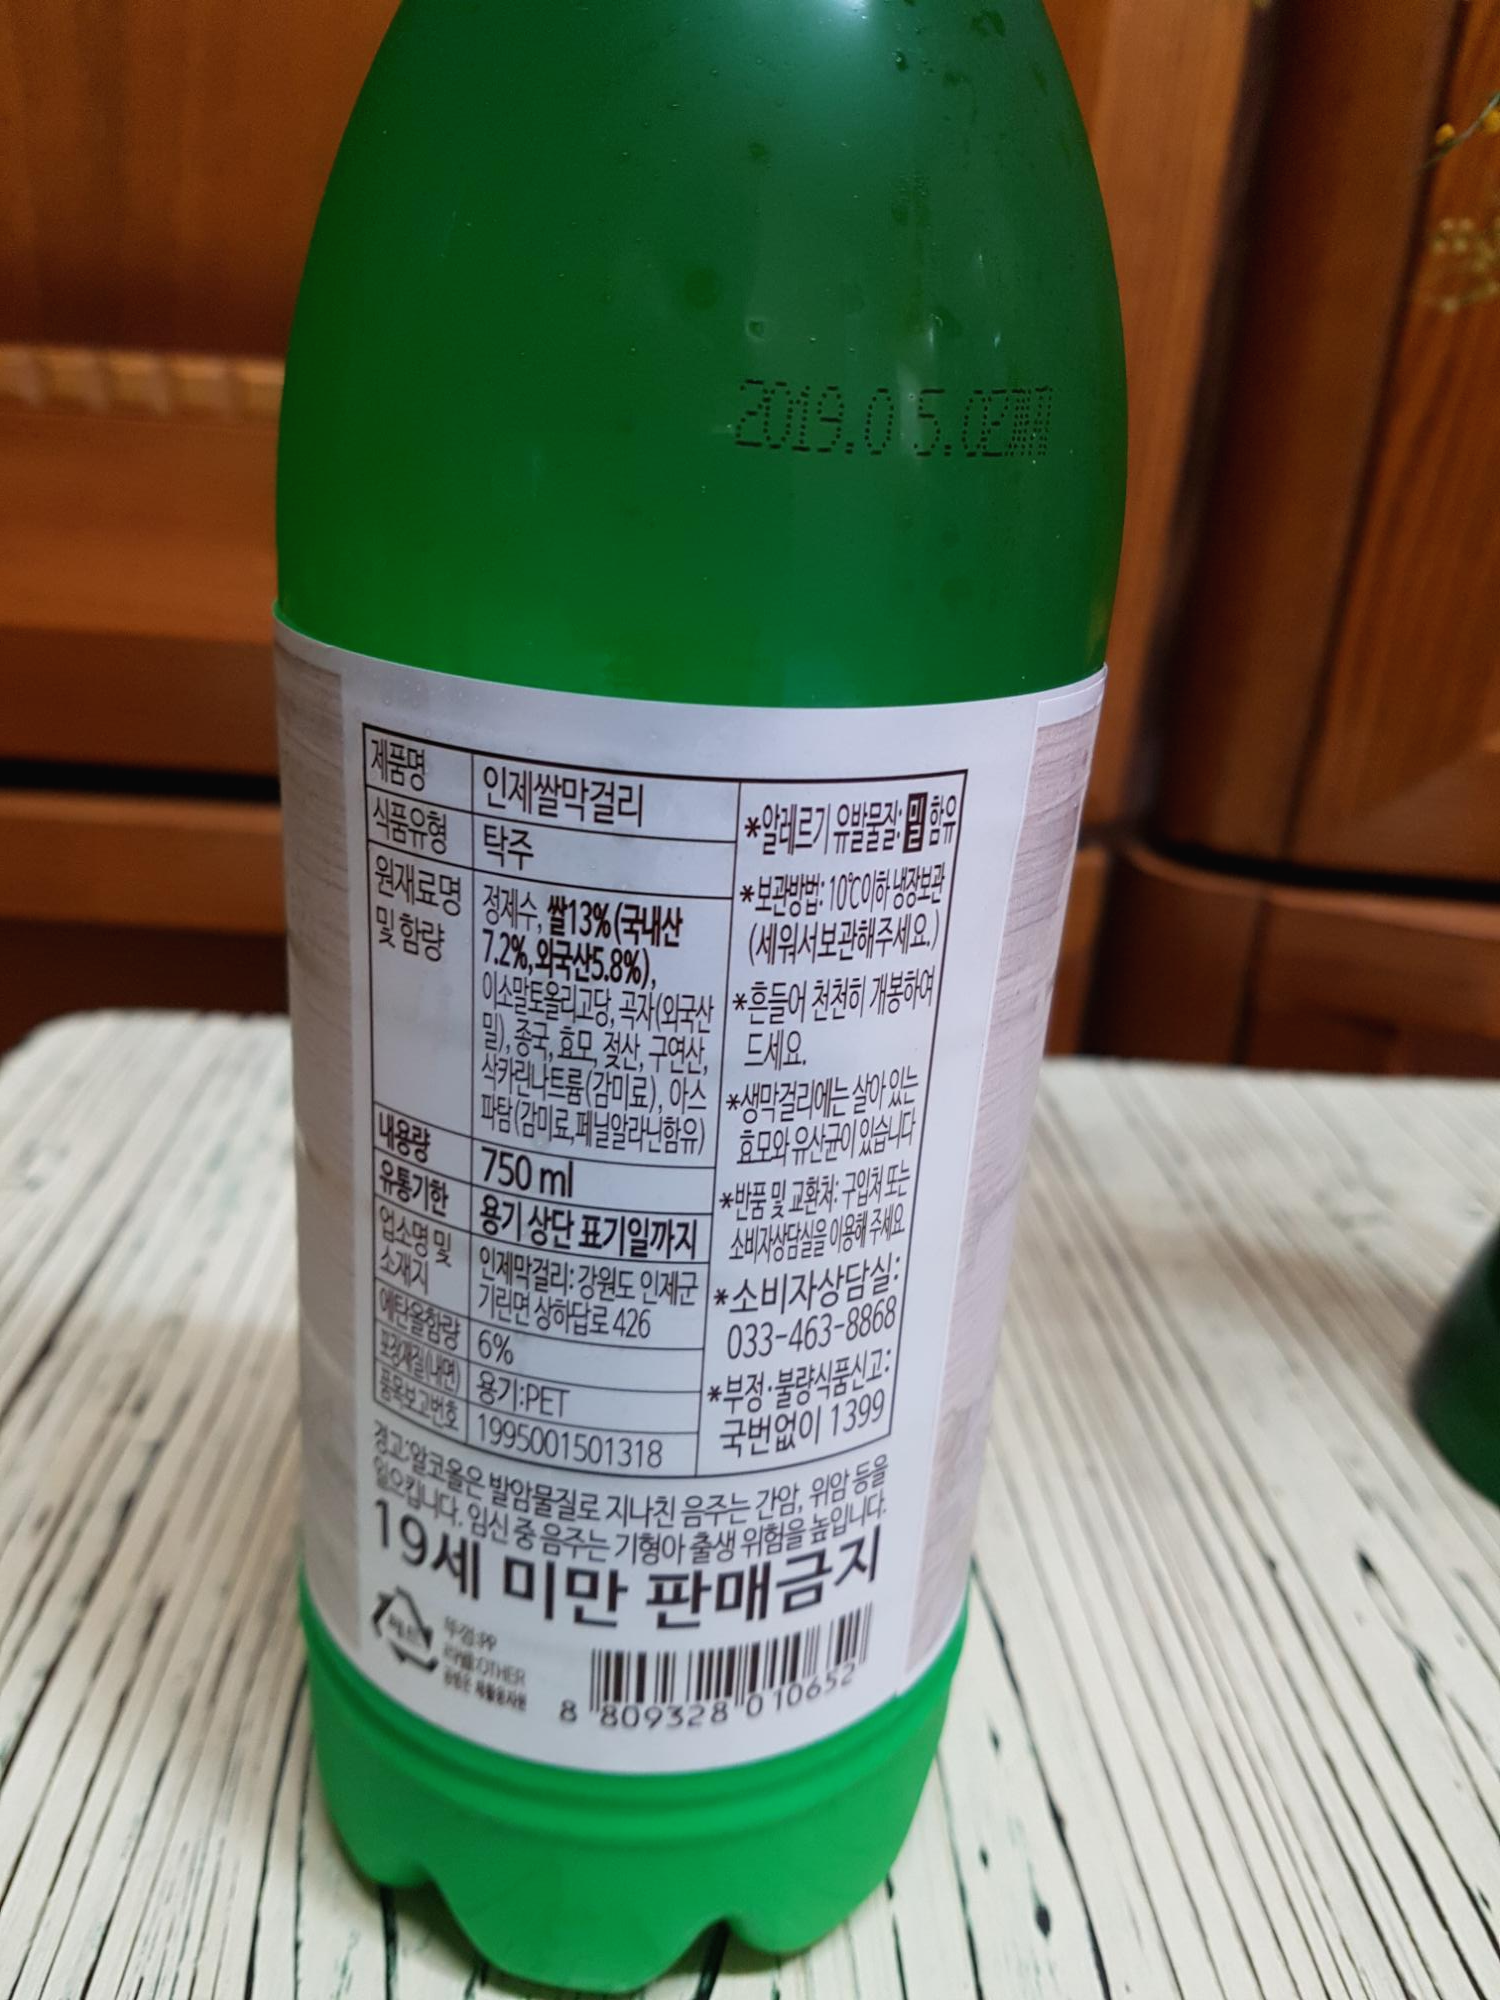 2019.05.0
제품명 인제쌀막걸리
식품유형 탁주
원재료명 및 함량
정제수, 쌀13%(국내산
7.2%,외국산5.8%),
이소말토올리고당, 곡자(외국산
밀), 종국, 효모, 젖산, 구연산,
삭카린나트륨(감미료), 아스
파탐(감미료,페닐알라닌함유)
내용량 750 ml
유통기한 용기 상단 표기일까지
업소명 및 소재지
인제막걸리: 강원도 인제군
기린면 상하답로 426
에탄올함량 6%
포장재질(내면) 용기:PET
품목보고번호 1995001501318
*알레르기 유발물질: 밀 함유
*보관방법: 10℃이하 냉장보관
(세워서보관해주세요.)
*흔들어 천천히 개봉하여
드세요.
*생막걸리에는 살아 있는
효모와 유산균이 있습니다
*반품 및 교환처: 구입처 또는
소비자상담실을 이용해 주세요.
*소비자상담실:
033-463-8868
*부정·불량식품신고:
국번없이 1399
경고:알코올은 발암물질로 지나친 음주는 간암, 위암 등을
일으킵니다. 임신 중 음주는 기형아 출생 위험을 높입니다.
19세 미만 판매금지
페트
뚜껑:PP
라벨:OTHER
8 809328 010652